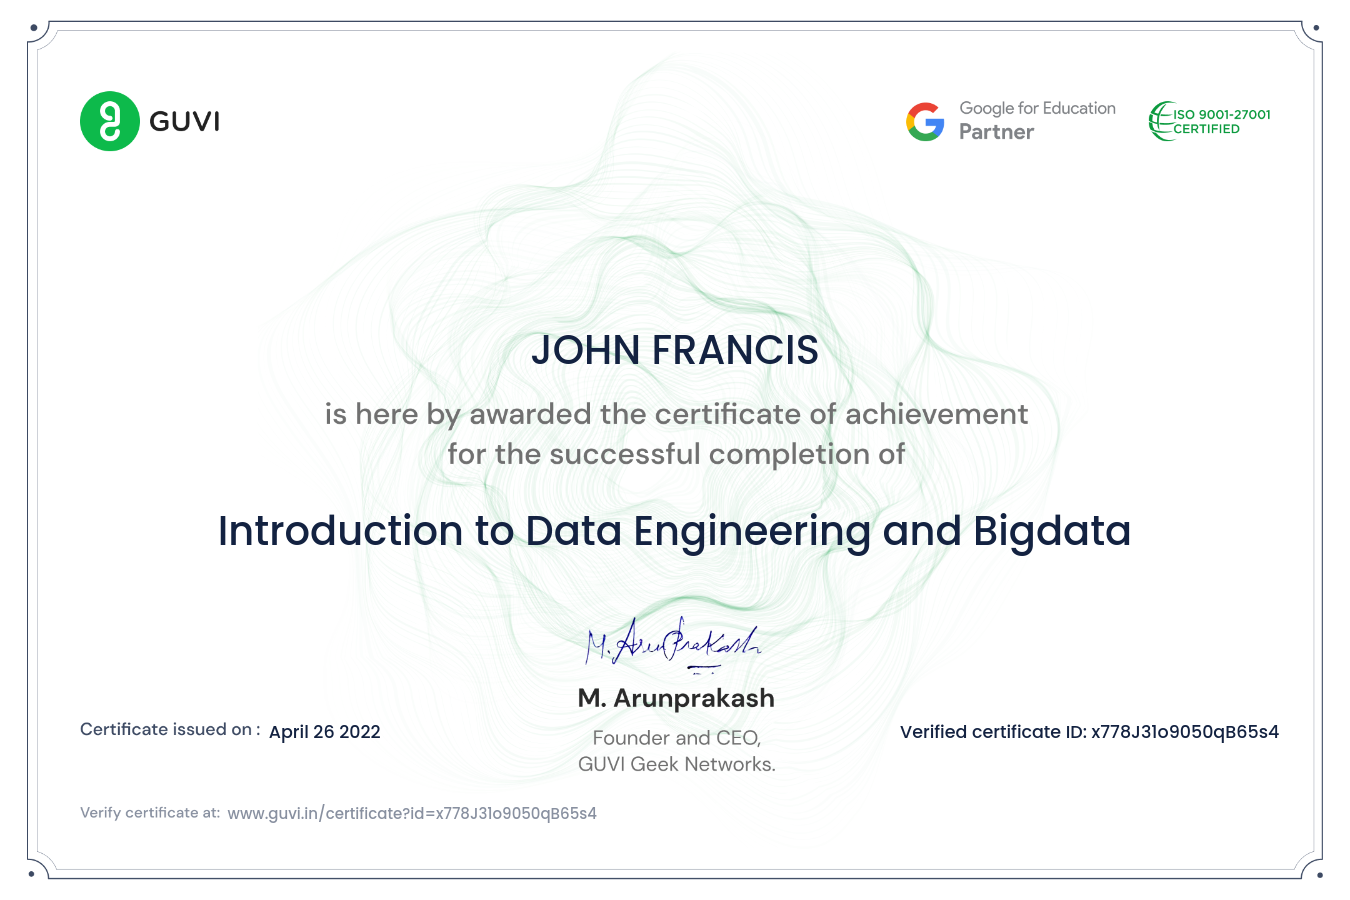 GUVI
Google for Education
Partner
ISO 9001-27001
CERTIFIED
JOHN FRANCIS
is here by awarded the certificate of achievement
for the successful completion of
Introduction to Data Engineering and Bigdata
M. Arunprakash
M. Arunprakash
Founder and CEO,
GUVI Geek Networks.
Certificate issued on : April 26 2022
Verified certificate ID: x778J31o9050qB65s4
Verify certificate at: www.guvi.in/certificate?id=x778J31o9050qB65s4